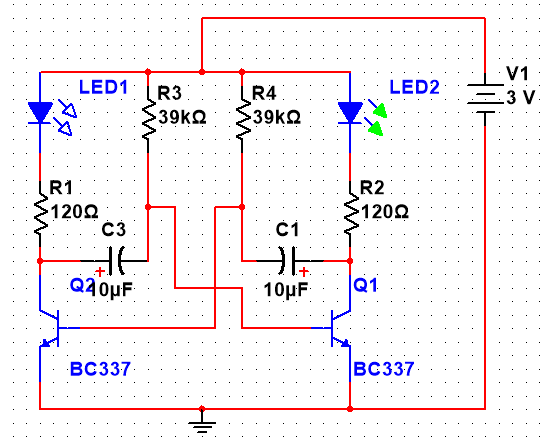 LED1
R3
39kΩ
R4
39kΩ
LED2
V1
3 V
R1
120Ω
R2
120Ω
C3
10µF
C1
10µF
Q2
Q1
BC337
BC337